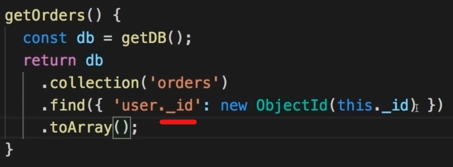 getOrders() {
const db = getDB();
return db
.collection('orders')
.find({ 'user._id': new ObjectId(this._id) })
.toArray();
}